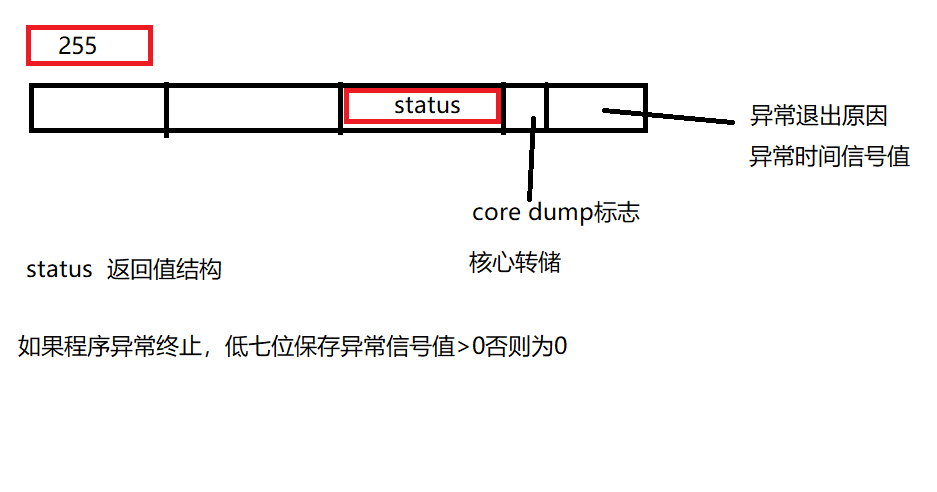 255
status
异常退出原因
异常时间信号值
core dump标志
核心转储
status 返回值结构
如果程序异常终止，低七位保存异常信号值>0否则为0